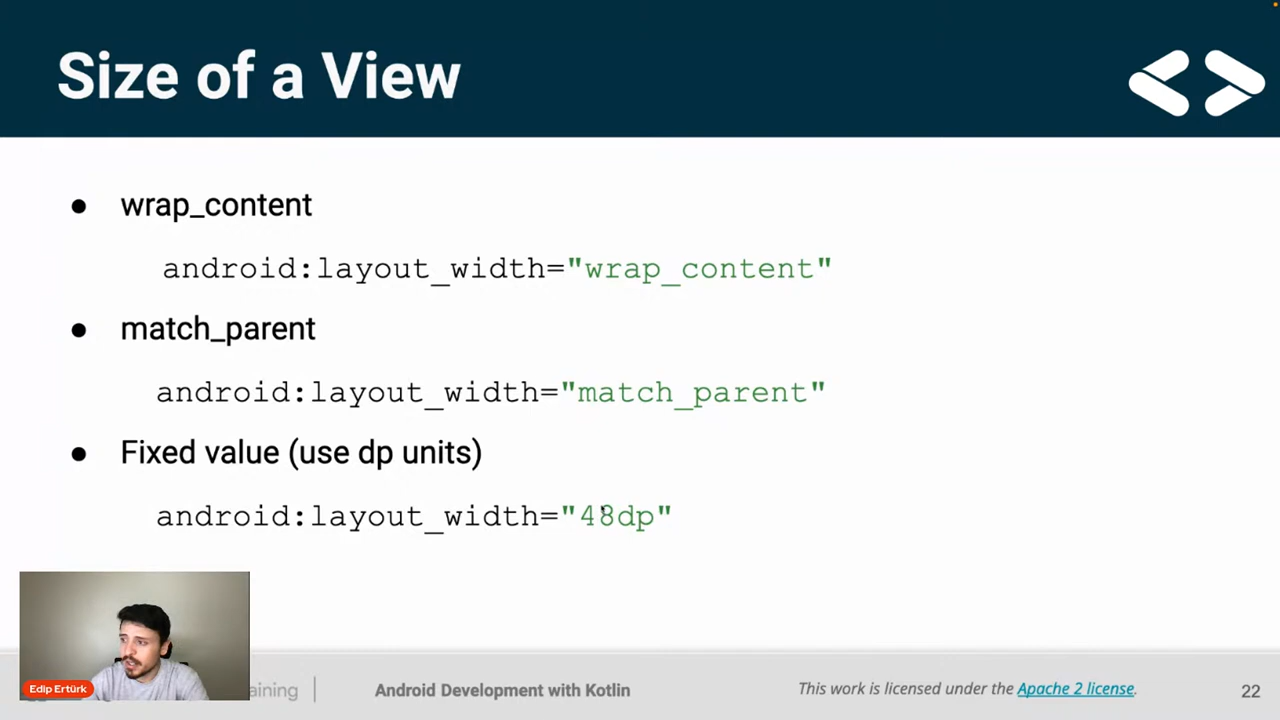 Size of a View
● wrap_content
android:layout_width="wrap_content"
● match_parent
android:layout_width="match_parent"
● Fixed value (use dp units)
android:layout_width="48dp"
Edip Ertürk
Android Development with Kotlin
This work is licensed under the Apache 2 license.
22